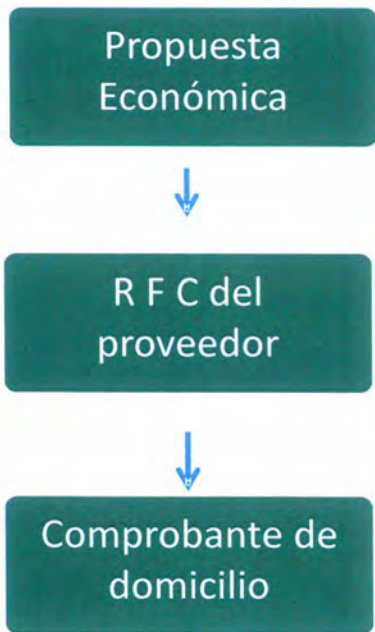 Propuesta
Económica
H
R F C del
proveedor
H
Comprobante de
domicilio